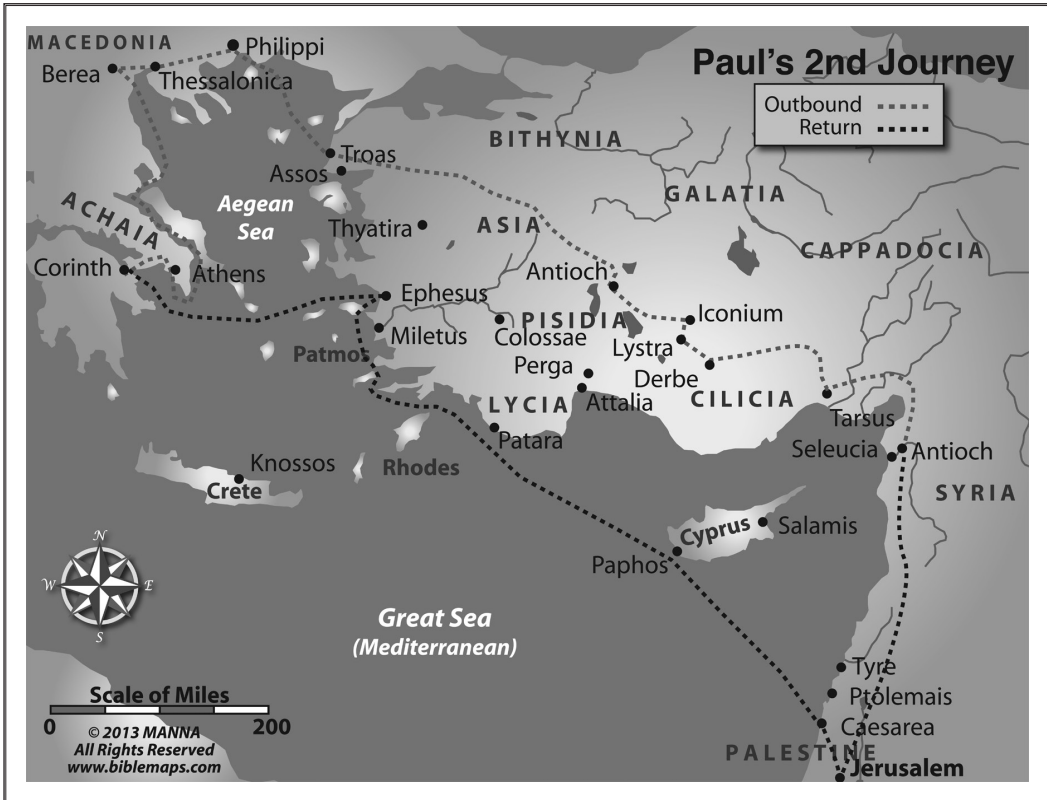 Paul's 2nd Journey
Outbound
Return
MACEDONIA
Philippi
Berea
Thessalonica
BITHYNIA
Troas
Assos
GALATIA
ACHAIA
Aegean
Sea
Thyatira
ASIA
CAPPADOCIA
Corinth
Athens
Antioch
Ephesus
PISIDIA
Iconium
Miletus
Colossae
Lystra
Patmos
Perga
Derbe
LYCIA
Attalia
CILICIA
Tarsus
Patara
Seleucia
Antioch
Knossos
Rhodes
Crete
SYRIA
Cyprus
Salamis
Paphos
N
W
E
S
Great Sea
(Mediterranean)
Tyre
Ptolemais
Scale of Miles
0
200
Caesarea
© 2013 MANNA
All Rights Reserved
www.biblemaps.com
PALESTINE
Jerusalem